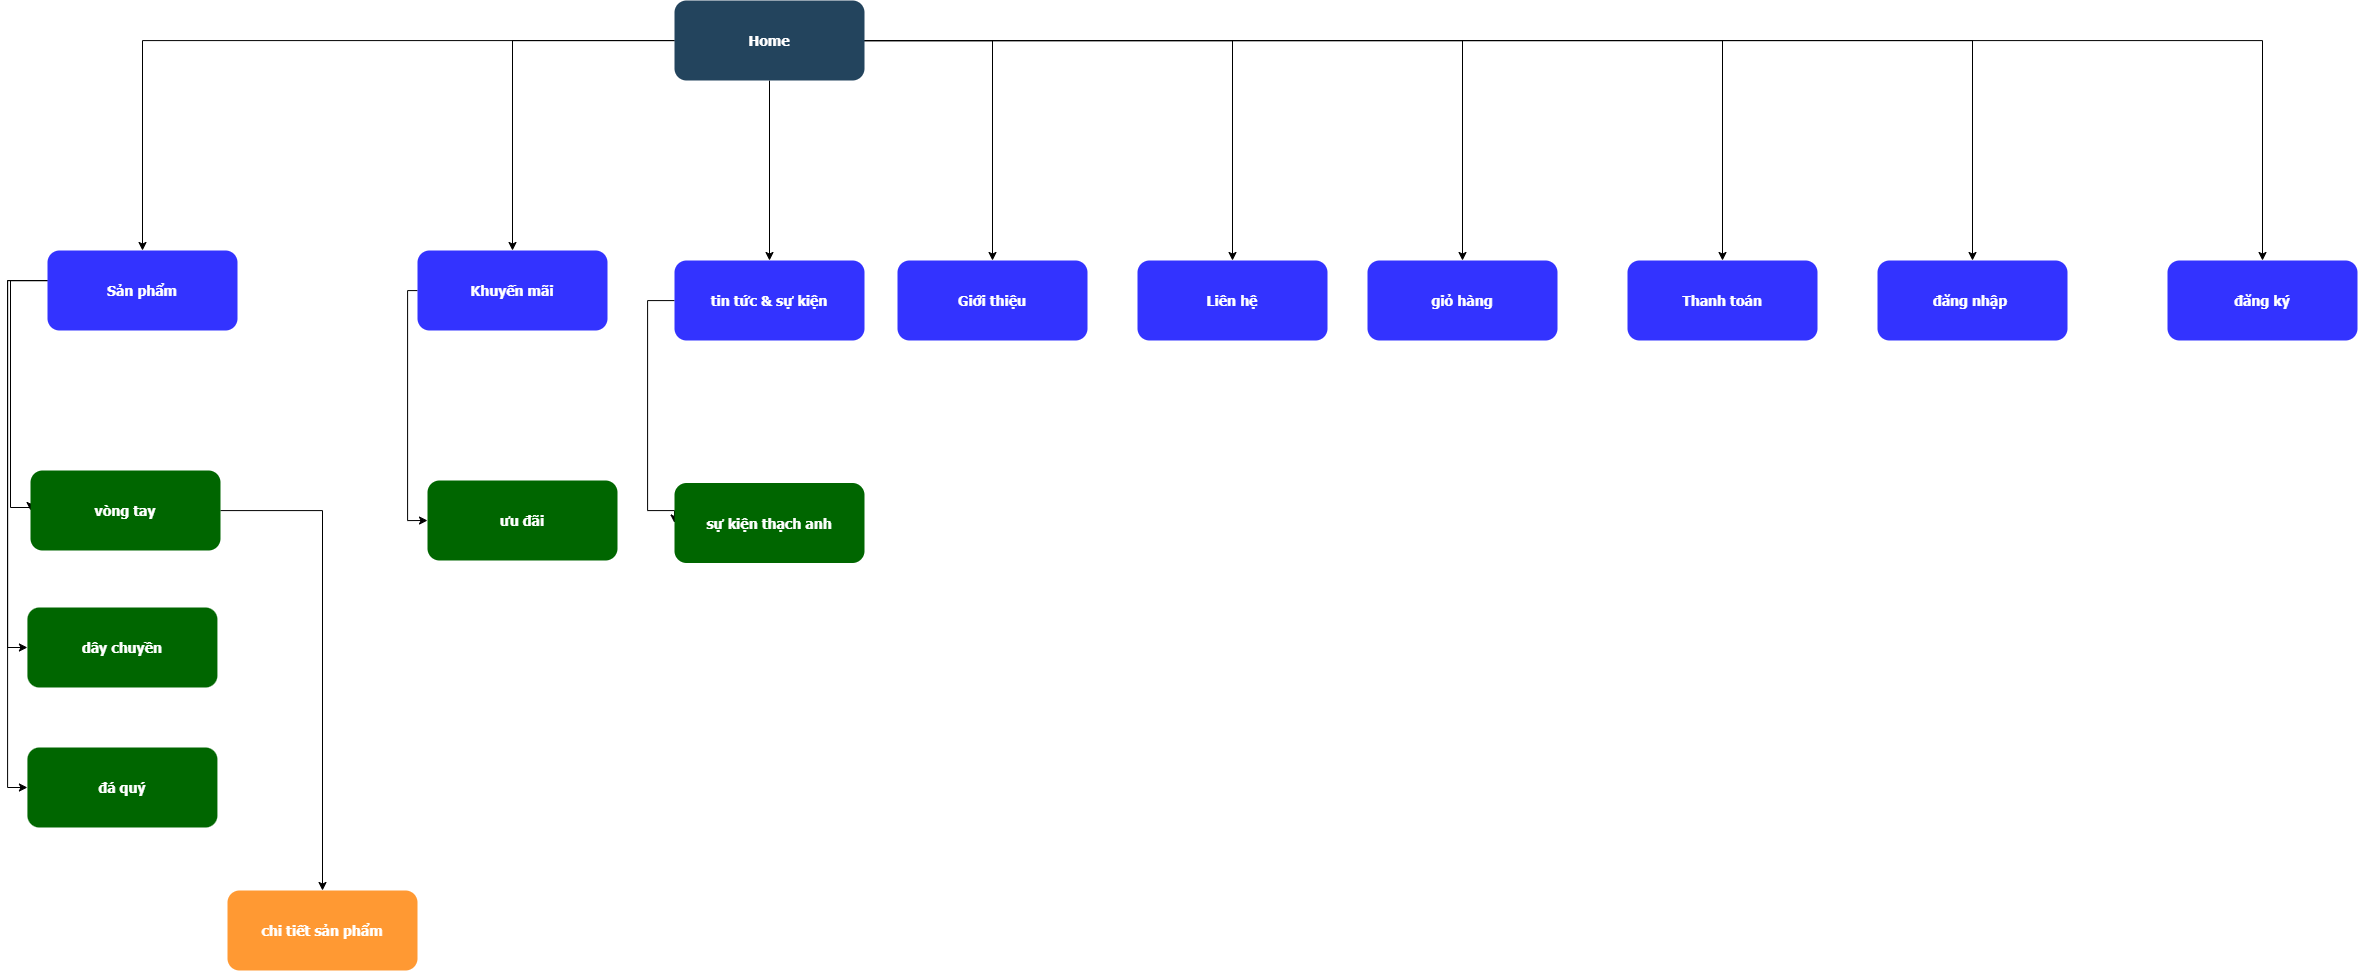 Home
Sản phẩm
Khuyến mãi
tin tức & sự kiện
Giới thiệu
Liên hệ
giỏ hàng
Thanh toán
đăng nhập
đăng ký
vòng tay
ưu đãi
sự kiện thạch anh
dây chuyền
đá quý
chi tiết sản phẩm